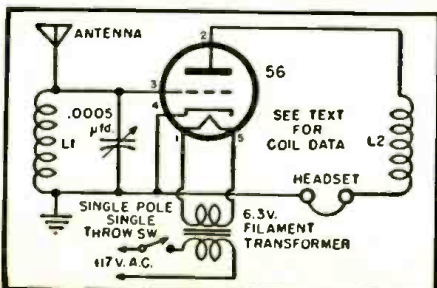 ANTENNA
2
56
3
4
1
5
.0005
µfd.
L1
SEE TEXT
FOR
COIL DATA
L2
HEADSET
SINGLE POLE
SINGLE
THROW SW.
6.3V.
FILAMENT
TRANSFORMER
117 V. A.C.